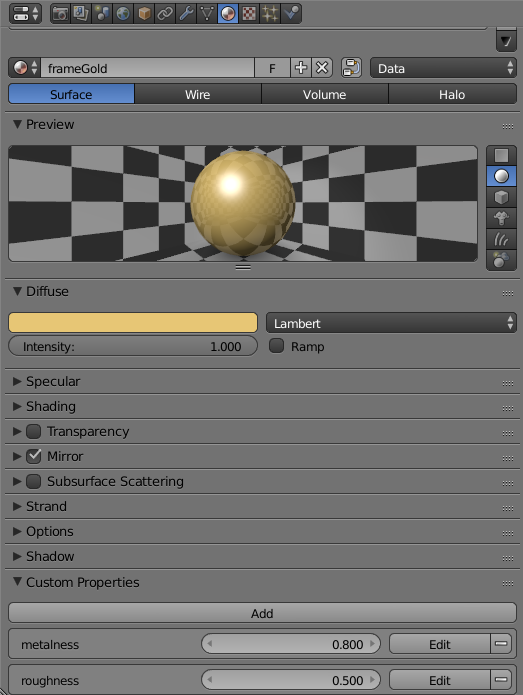 frameGold F Data
Surface Wire Volume Halo
Preview
Diffuse
Lambert
Intensity: 1.000 Ramp
Specular
Shading
Transparency
Mirror
Subsurface Scattering
Strand
Options
Shadow
Custom Properties
Add
metalness 0.800 Edit
roughness 0.500 Edit